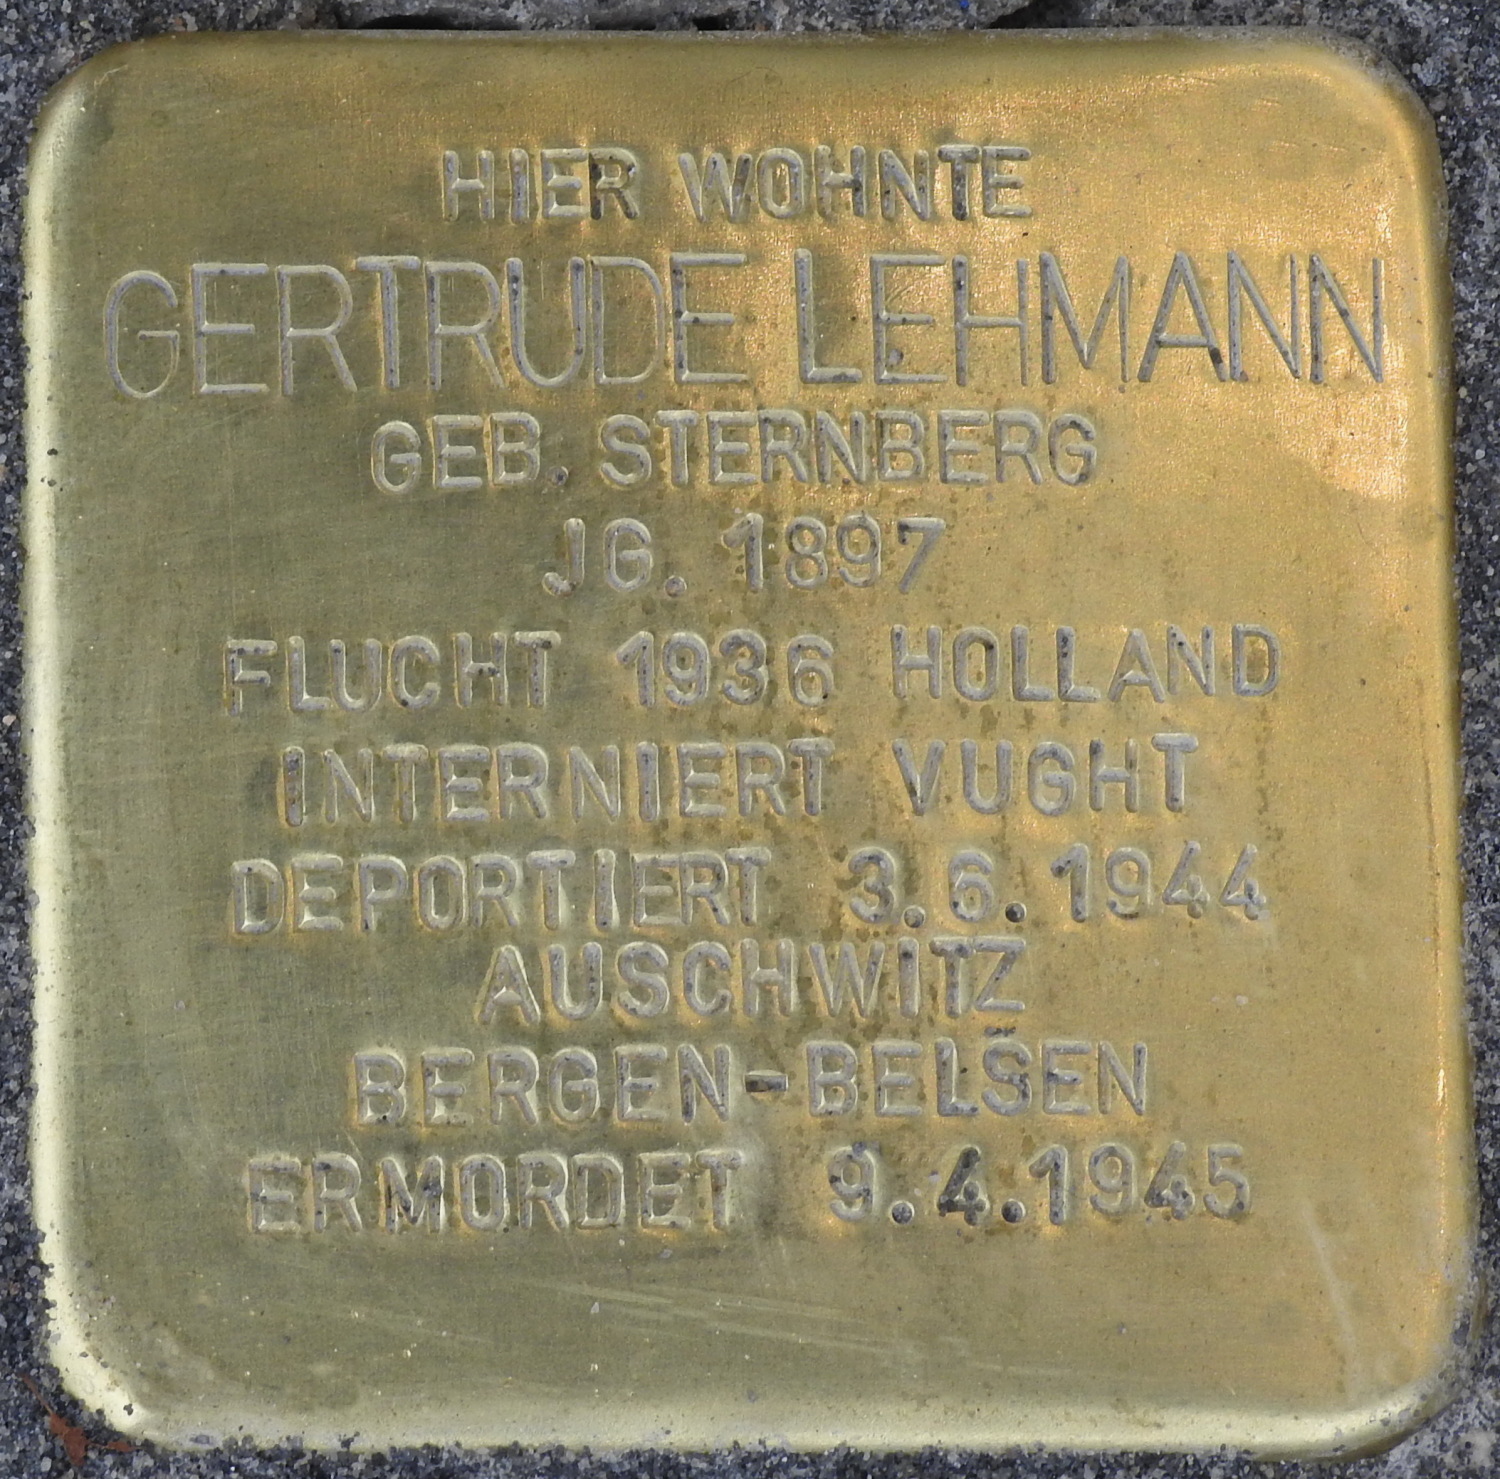 HIER WOHNTE
GERTRUDE LEHMANN
GEB. STERNBERG
JG. 1897
FLUCHT 1936 HOLLAND
INTERNIERT VUGHT
DEPORTIERT 3.6.1944
AUSCHWITZ
BERGEN-BELSEN
ERMORDET 9.4.1945